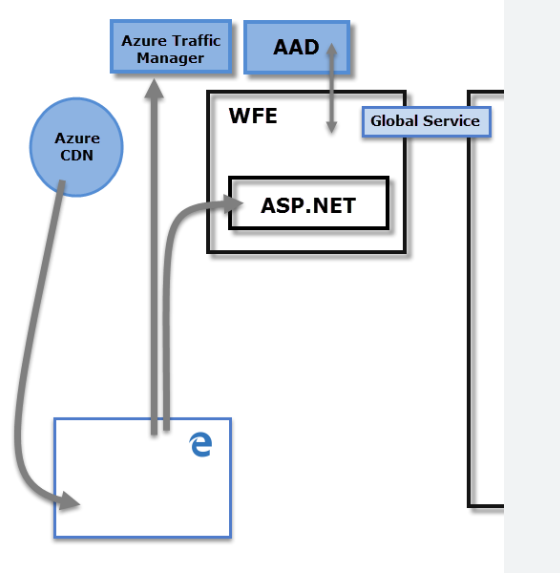 Azure Traffic
Manager
AAD
WFE
Global Service
Azure
CDN
ASP.NET